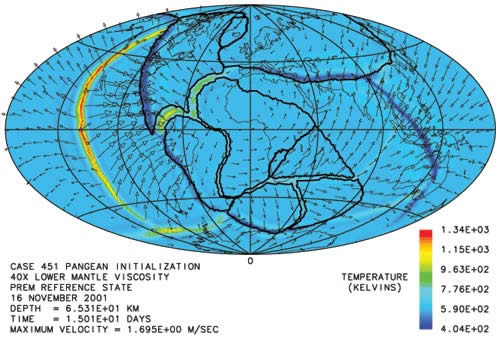 0
CASE 451 PANGEAN INITIALIZATION
40X LOWER MANTLE VISCOSITY
PREM REFERENCE STATE
16 NOVEMBER 2001
DEPTH = 6.531E+01 KM
TIME = 1.501E+01 DAYS
MAXIMUM VELOCITY = 1.695E+00 M/SEC
TEMPERATURE
(KELVINS)
1.34E+03
1.15E+03
9.63E+02
7.76E+02
5.90E+02
4.04E+02